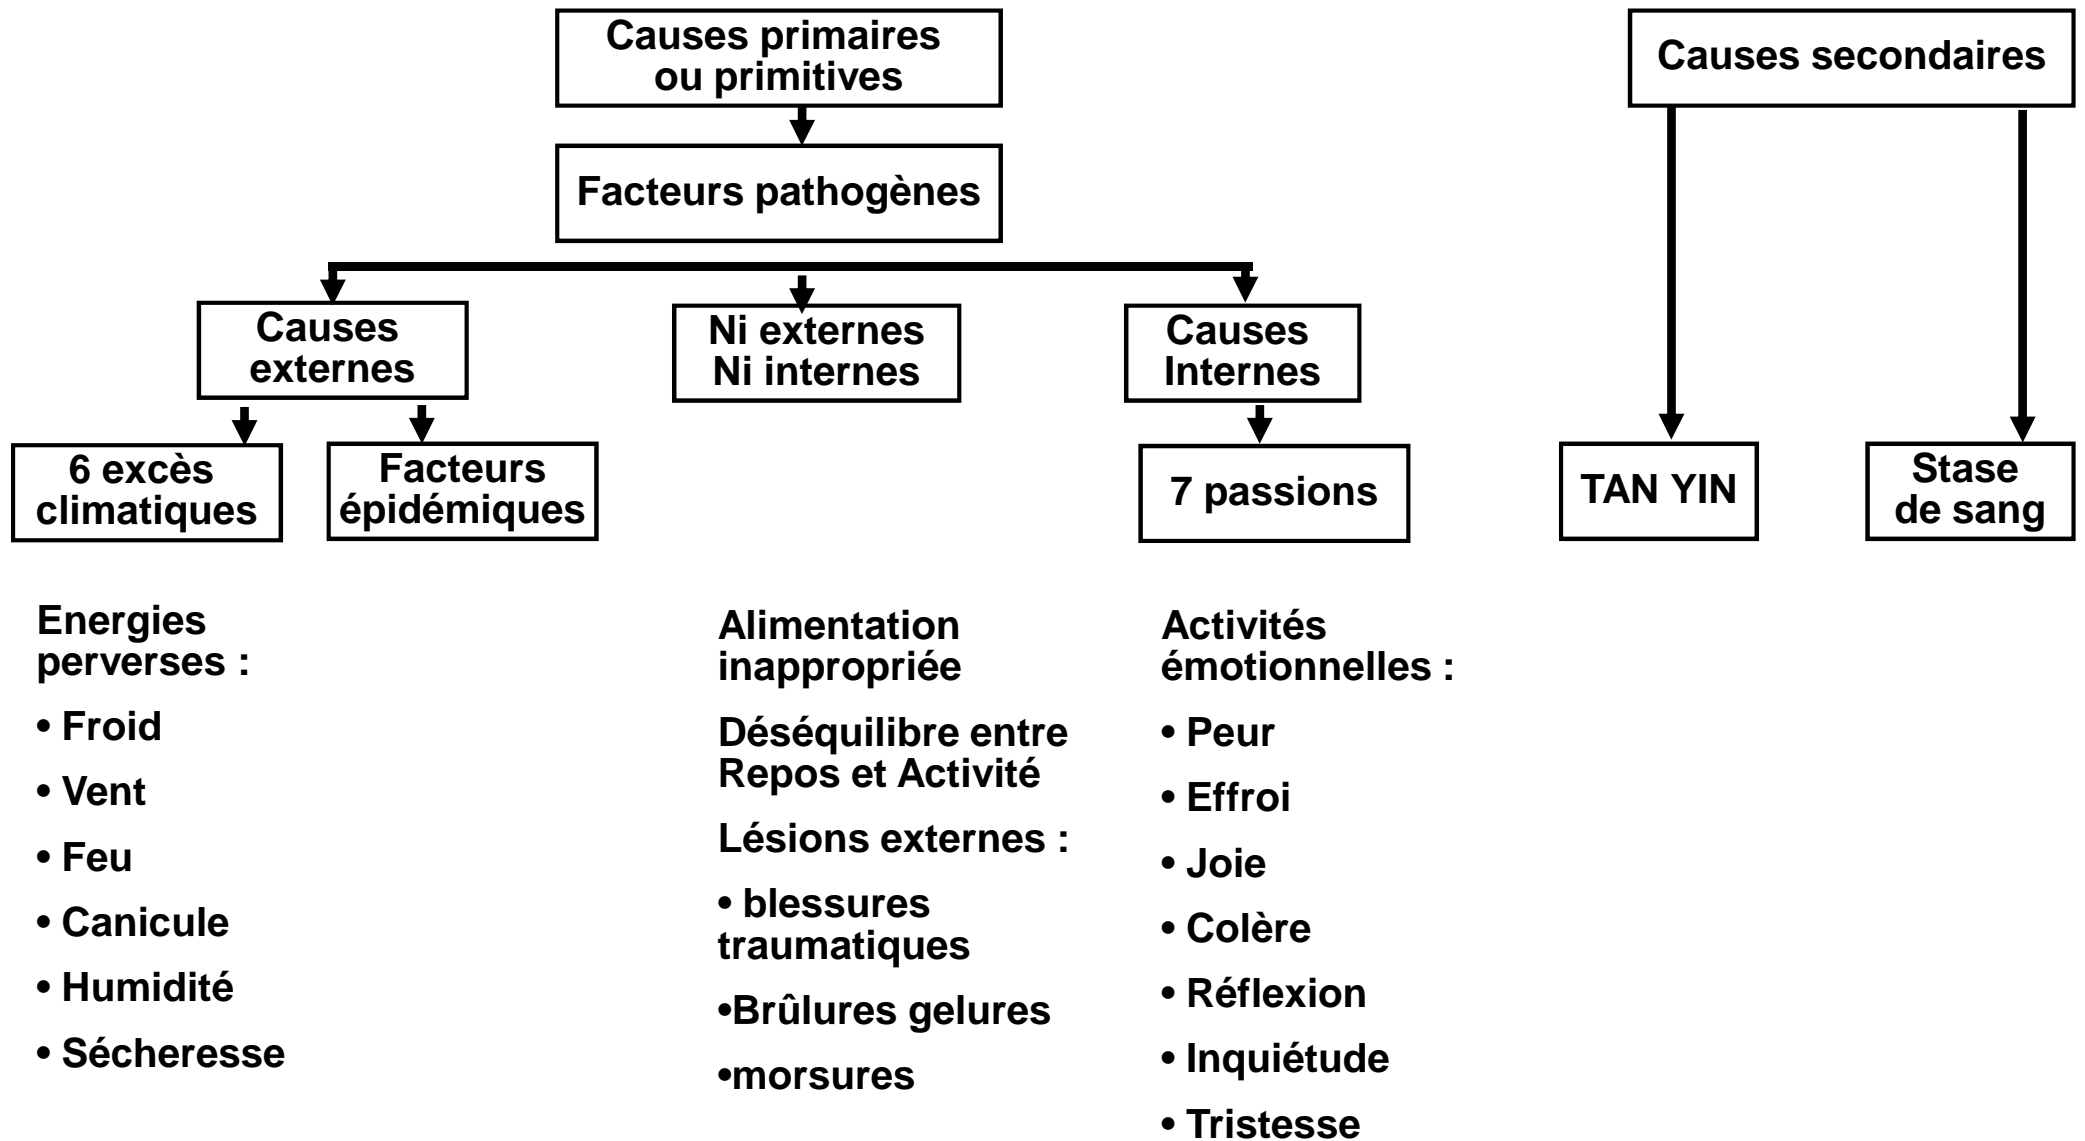 Causes primaires
ou primitives
Causes secondaires
Facteurs pathogènes
Causes
externes
Ni externes
Ni internes
Causes
Internes
6 excès
climatiques
Facteurs
épidémiques
7 passions
TAN YIN
Stase
de sang
Energies
perverses :
• Froid
• Vent
• Feu
• Canicule
• Humidité
• Sécheresse
Alimentation
inappropriée
Déséquilibre entre
Repos et Activité
Lésions externes :
• blessures
traumatiques
•Brûlures gelures
•morsures
Activités
émotionnelles :
• Peur
• Effroi
• Joie
• Colère
• Réflexion
• Inquiétude
• Tristesse